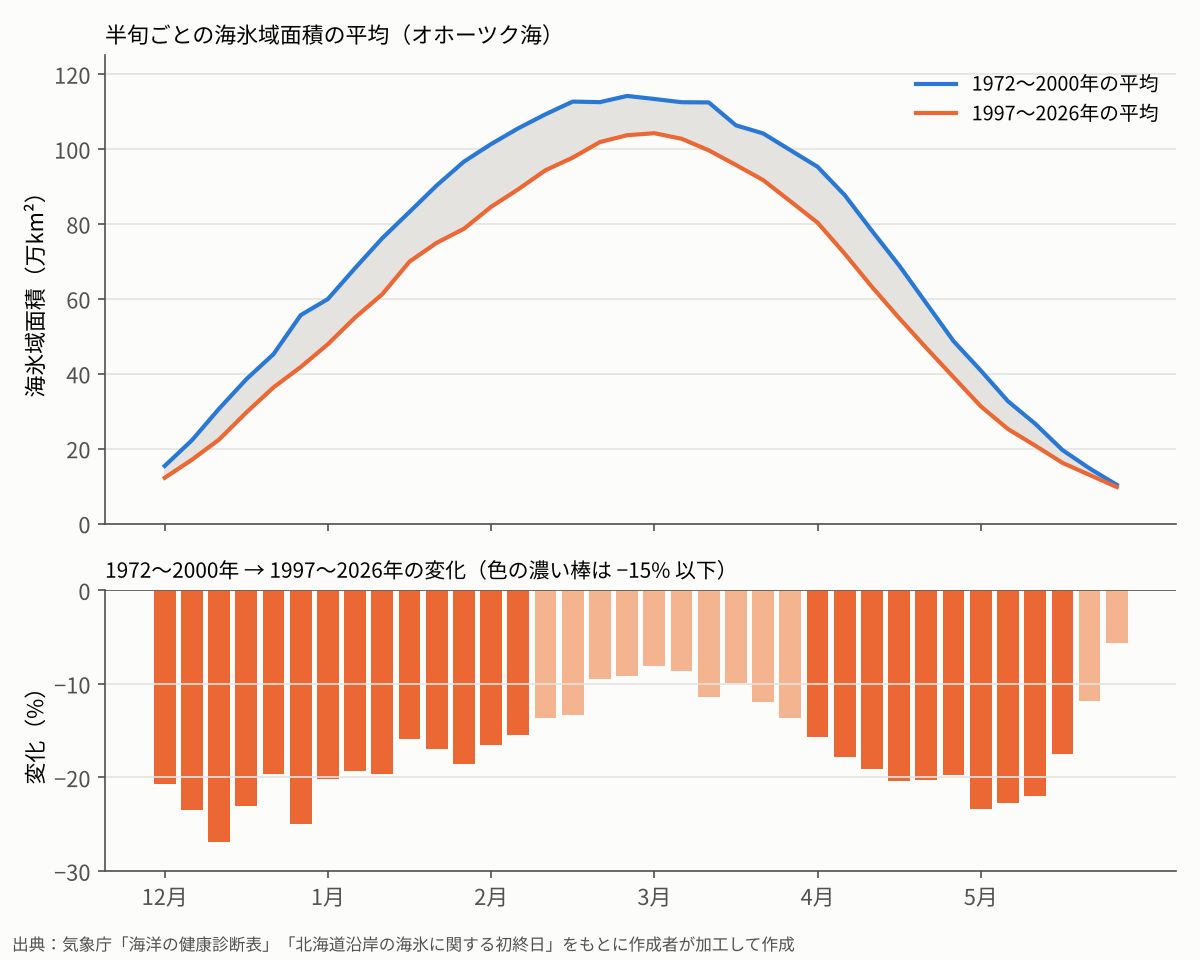 半旬ごとの海氷域面積の平均（オホーツク海）
1972～2000年の平均
1997～2026年の平均
海氷域面積（万km²）
120
100
80
60
40
20
0
1972～2000年 → 1997～2026年の変化（色の濃い棒は −15% 以下）
変化（%）
0
−10
−20
−30
12月
1月
2月
3月
4月
5月
出典：気象庁「海洋の健康診断表」「北海道沿岸の海氷に関する初終日」をもとに作成者が加工して作成